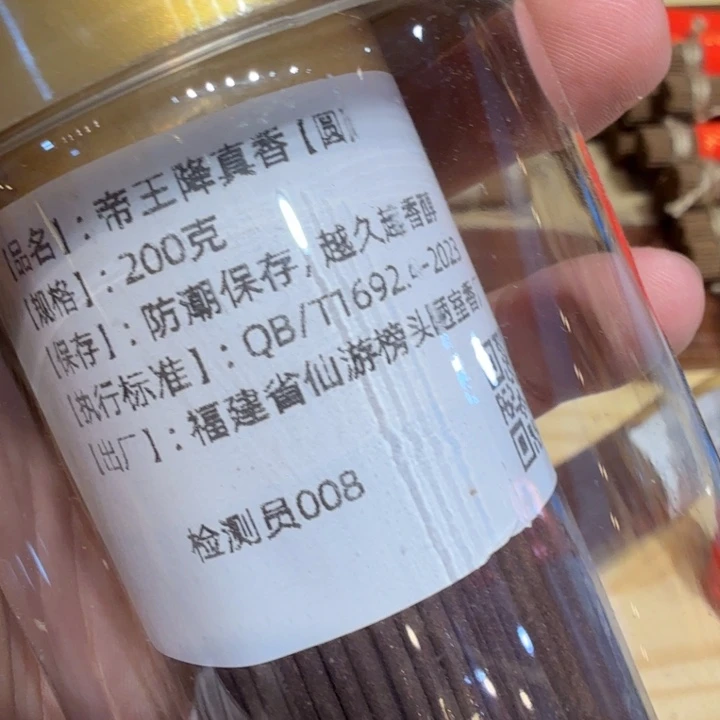 【品名】:帝王降真香【圆】
【规格】:200克
【保存】:防潮保存,越久越香醇
【执行标准】:QB/T1692.4-2023
【出厂】:福建省仙游榜头
检测员008